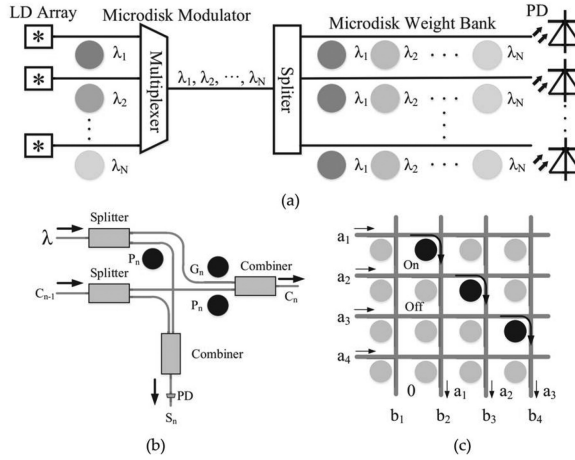 LD Array Microdisk Modulator Microdisk Weight Bank PD
* λ₁ λ₁ λ₂ λN
* λ₂ Multiplexer λ₁, λ₂, ···, λN Spliter λ₁ λ₂ λN
* λN λ₁ λ₂ λN
(a)
Splitter
λ
Pₙ Gₙ Combiner
Splitter
Cₙ₋₁ Pₙ Cₙ
Combiner
PD
Sₙ
(b)
a₁
On
a₂
Off
a₃
a₄
0 a₁ a₂ a₃
b₁ b₂ b₃ b₄
(c)